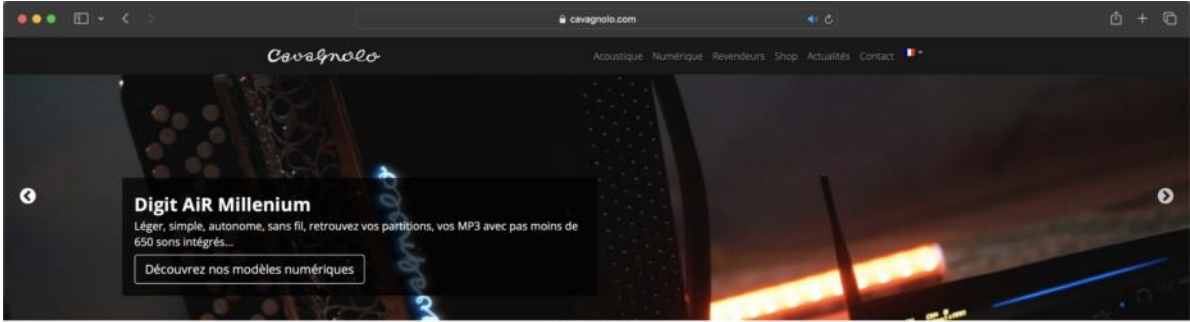 cavagnolo.com
Cavagnolo
Acoustique Numérique Revendeurs Shop Actualités Contact
Digit AiR Millenium
Léger, simple, autonome, sans fil, retrouvez vos partitions, vos MP3 avec pas moins de
650 sons intégrés...
Découvrez nos modèles numériques
cavagnolo